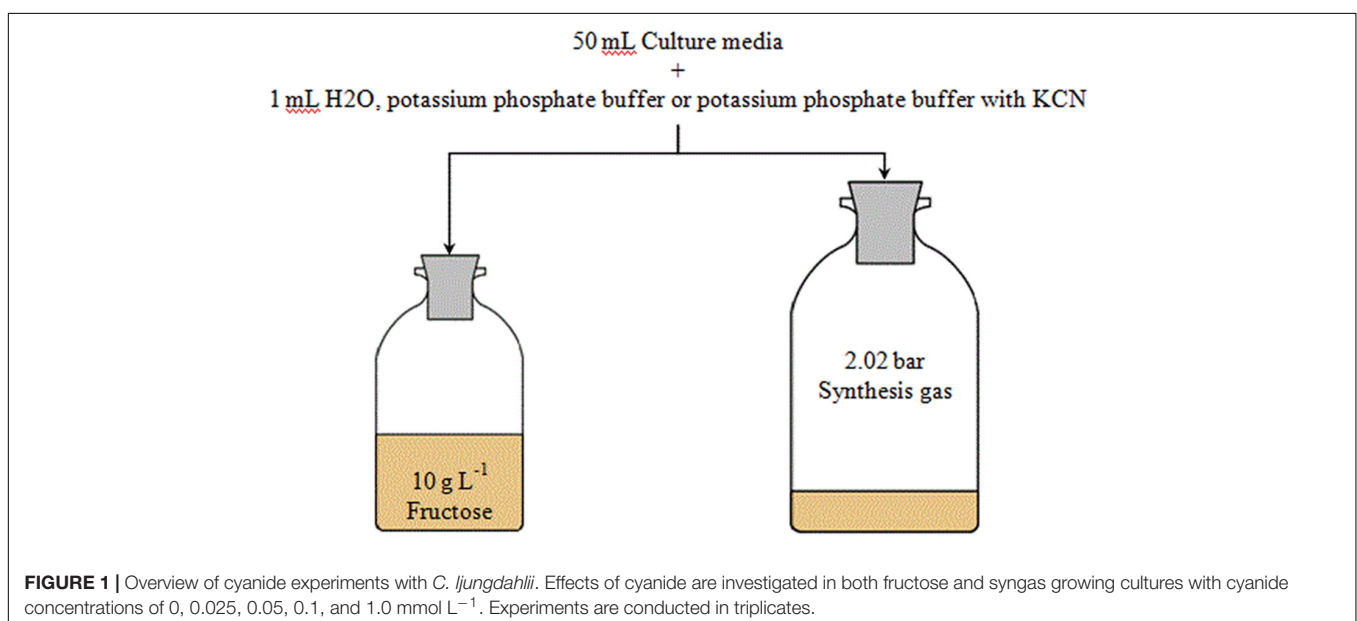 50 mL Culture media
+
1 mL H2O, potassium phosphate buffer or potassium phosphate buffer with KCN
2.02 bar
Synthesis gas
10 g L⁻¹
Fructose
FIGURE 1 | Overview of cyanide experiments with C. ljungdahlii. Effects of cyanide are investigated in both fructose and syngas growing cultures with cyanide
concentrations of 0, 0.025, 0.05, 0.1, and 1.0 mmol L⁻¹. Experiments are conducted in triplicates.